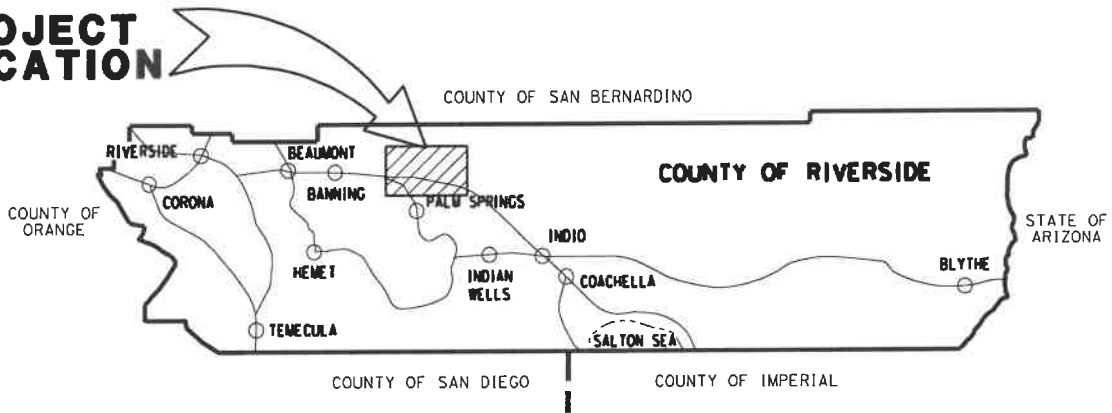 OJECT
CATION
COUNTY OF SAN BERNARDINO
RIVERSIDE
BEAUMONT
BANNING
COUNTY OF RIVERSIDE
CORONA
PALM SPRINGS
COUNTY OF
ORANGE
STATE OF
ARIZONA
HEMET
INDIO
INDIAN
WELLS
COACHELLA
BLYTHE
TEMECULA
SALTON SEA
COUNTY OF SAN DIEGO
COUNTY OF IMPERIAL